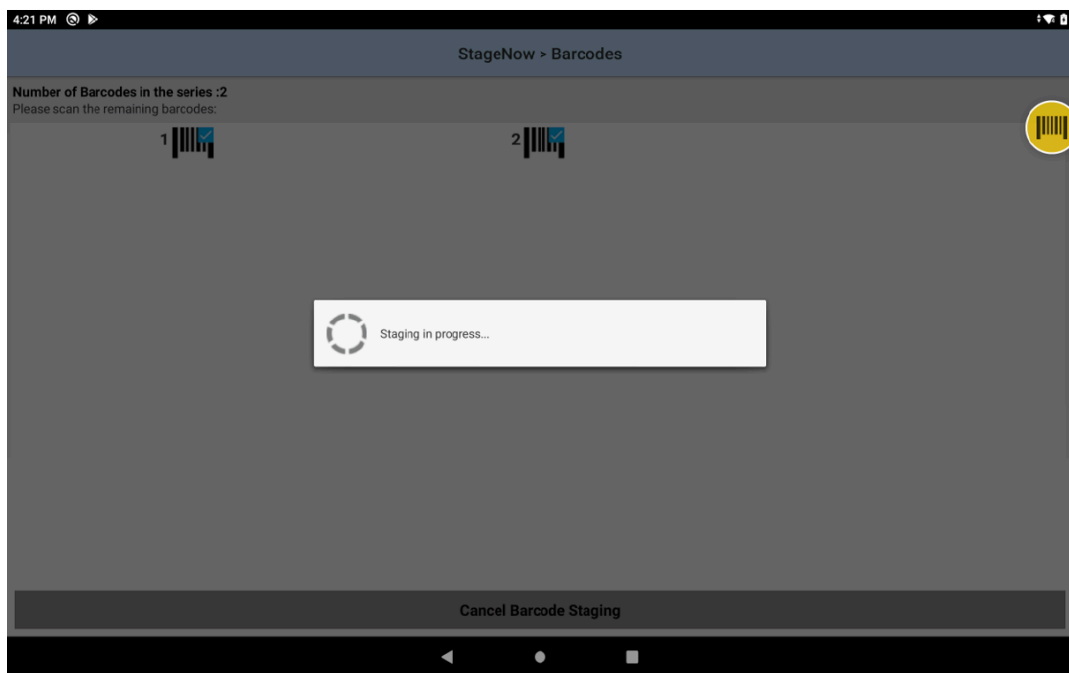 4:21 PM
StageNow > Barcodes
Number of Barcodes in the series :2
Please scan the remaining barcodes:
1
2
Staging in progress...
Cancel Barcode Staging